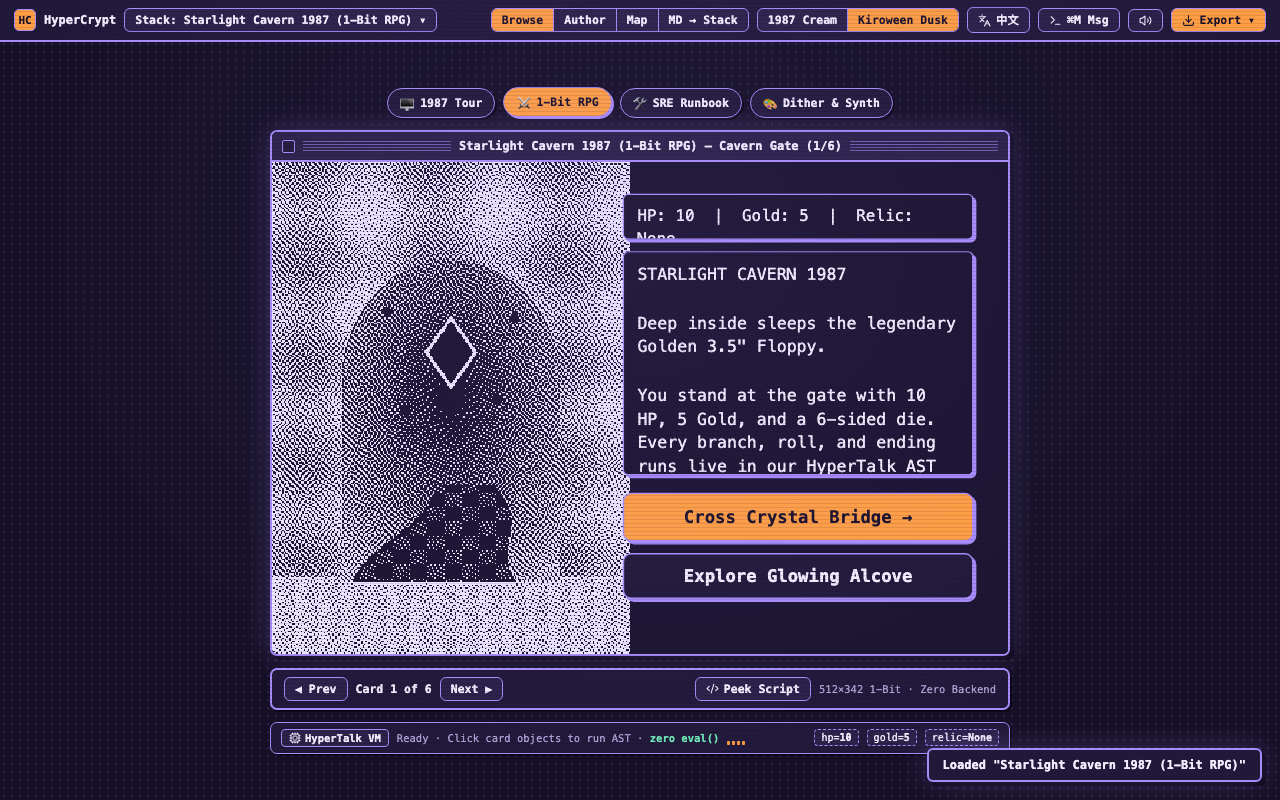 HC HyperCrypt Stack: Starlight Cavern 1987 (1-Bit RPG) ▾ Browse Author Map MD → Stack 1987 Cream Kiroween Dusk 中文 ⌘M Msg Export ▾
1987 Tour 1-Bit RPG SRE Runbook Dither & Synth
Starlight Cavern 1987 (1-Bit RPG) — Cavern Gate (1/6)
HP: 10 | Gold: 5 | Relic:
None
STARLIGHT CAVERN 1987
Deep inside sleeps the legendary
Golden 3.5" Floppy.
You stand at the gate with 10
HP, 5 Gold, and a 6-sided die.
Every branch, roll, and ending
runs live in our HyperTalk AST
Cross Crystal Bridge →
Explore Glowing Alcove
◀ Prev Card 1 of 6 Next ▶ Peek Script 512×342 1-Bit · Zero Backend
HyperTalk VM Ready · Click card objects to run AST · zero eval() hp=10 gold=5 relic=None
Loaded "Starlight Cavern 1987 (1-Bit RPG)"